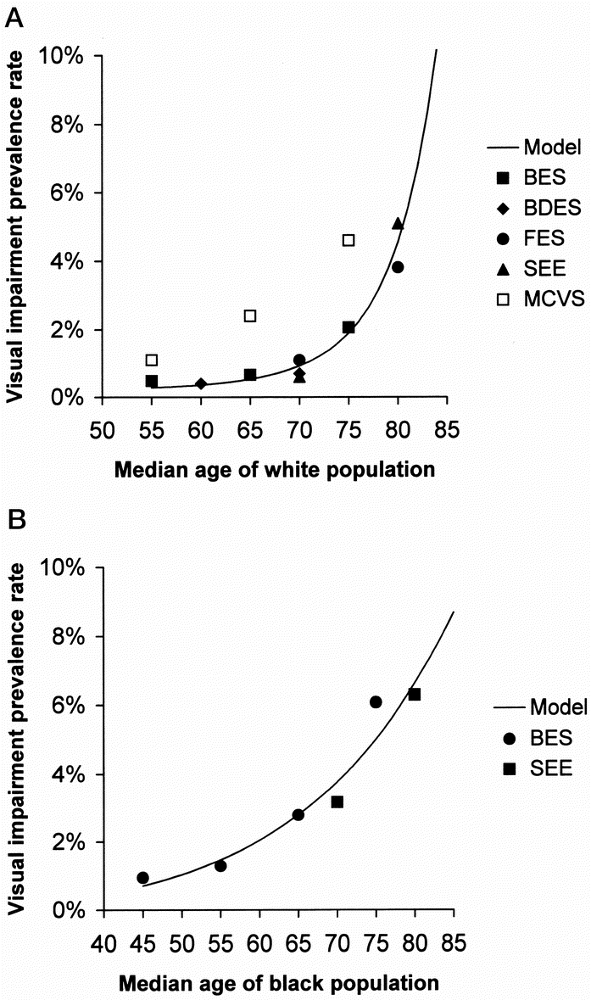 A
Visual impairment prevalence rate
10%
8%
6%
4%
2%
0%
50 55 60 65 70 75 80 85
Median age of white population
Model
BES
BDES
FES
SEE
MCVS
B
Visual impairment prevalence rate
10%
8%
6%
4%
2%
0%
40 45 50 55 60 65 70 75 80 85
Median age of black population
Model
BES
SEE